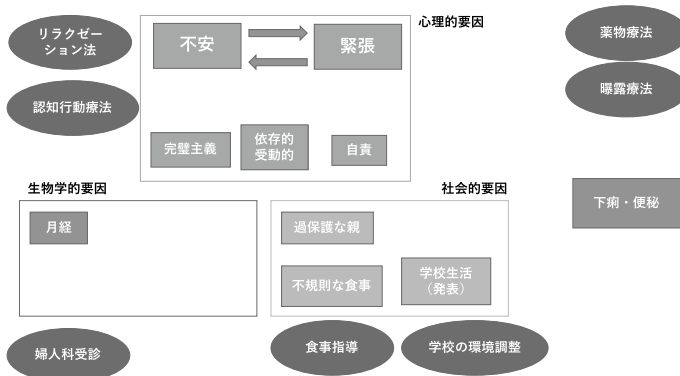 リラクゼー
ション法
認知行動療法
心理的要因
不安
緊張
完璧主義
依存的
受動的
自責
薬物療法
曝露療法
生物学的要因
月経
社会的要因
過保護な親
不規則な食事
学校生活
（発表）
下痢・便秘
婦人科受診
食事指導
学校の環境調整